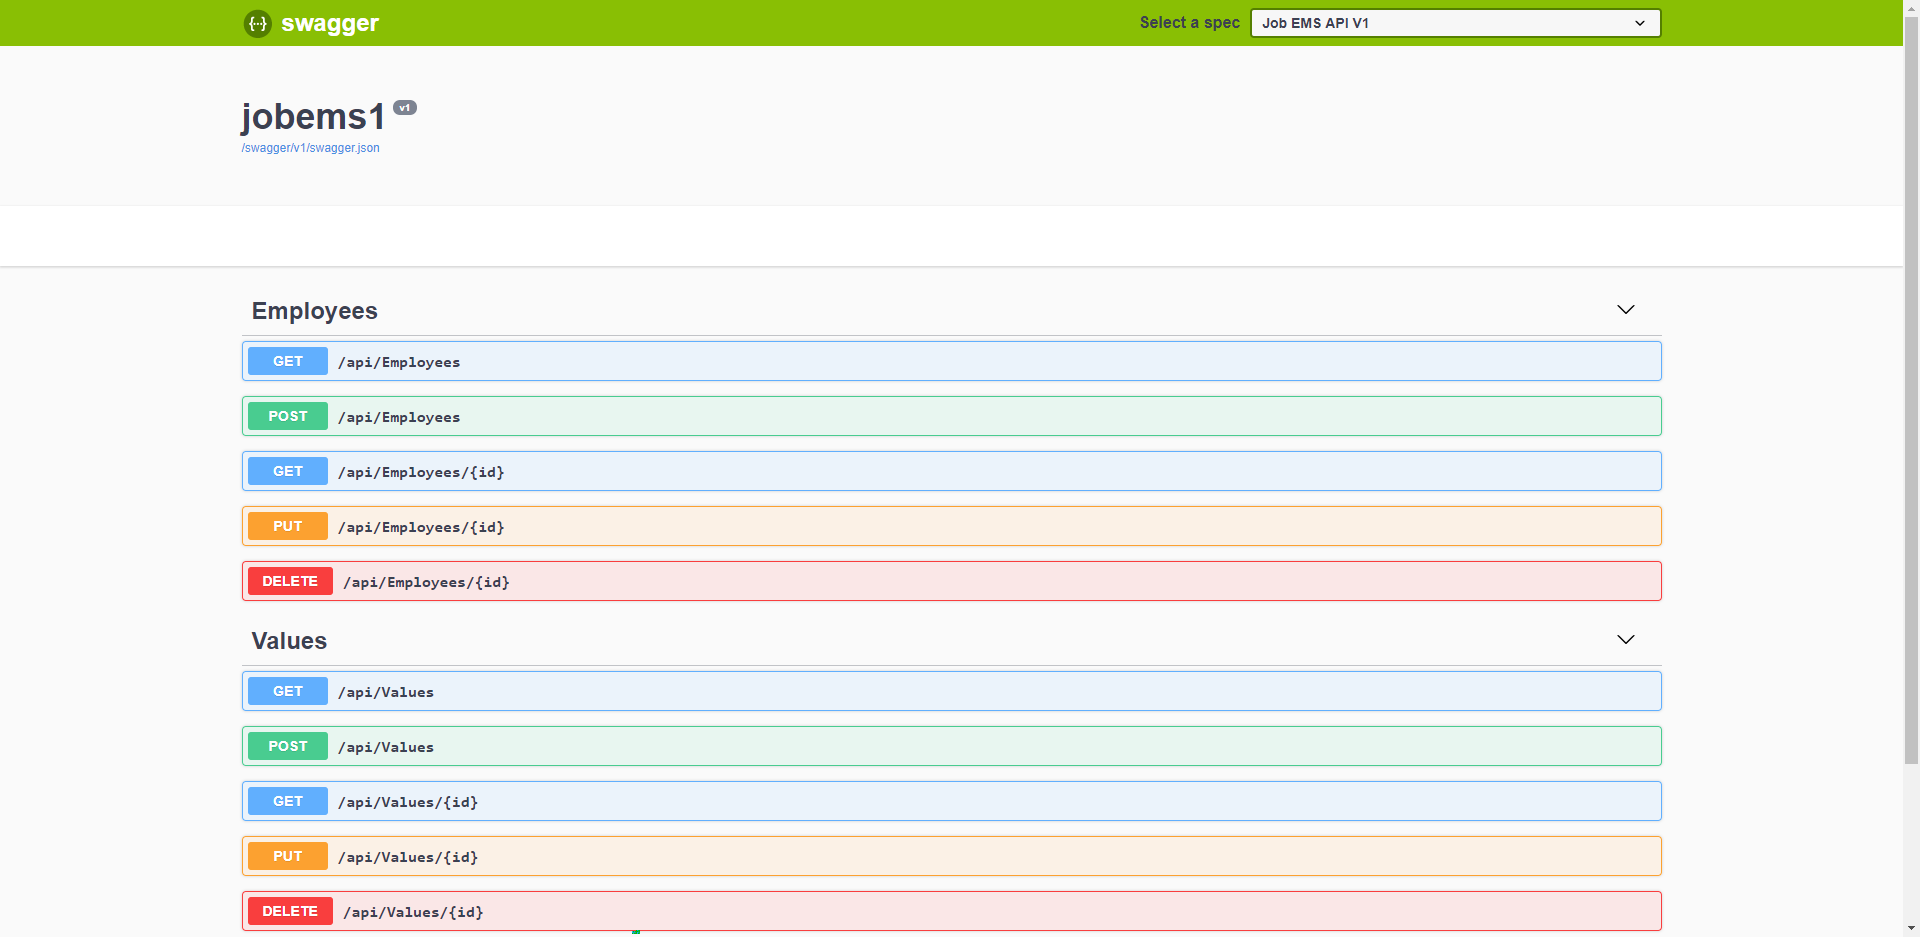 swagger
Select a spec
Job EMS API V1
jobems1 v1
/swagger/v1/swagger.json
Employees
GET /api/Employees
POST /api/Employees
GET /api/Employees/{id}
PUT /api/Employees/{id}
DELETE /api/Employees/{id}
Values
GET /api/Values
POST /api/Values
GET /api/Values/{id}
PUT /api/Values/{id}
DELETE /api/Values/{id}